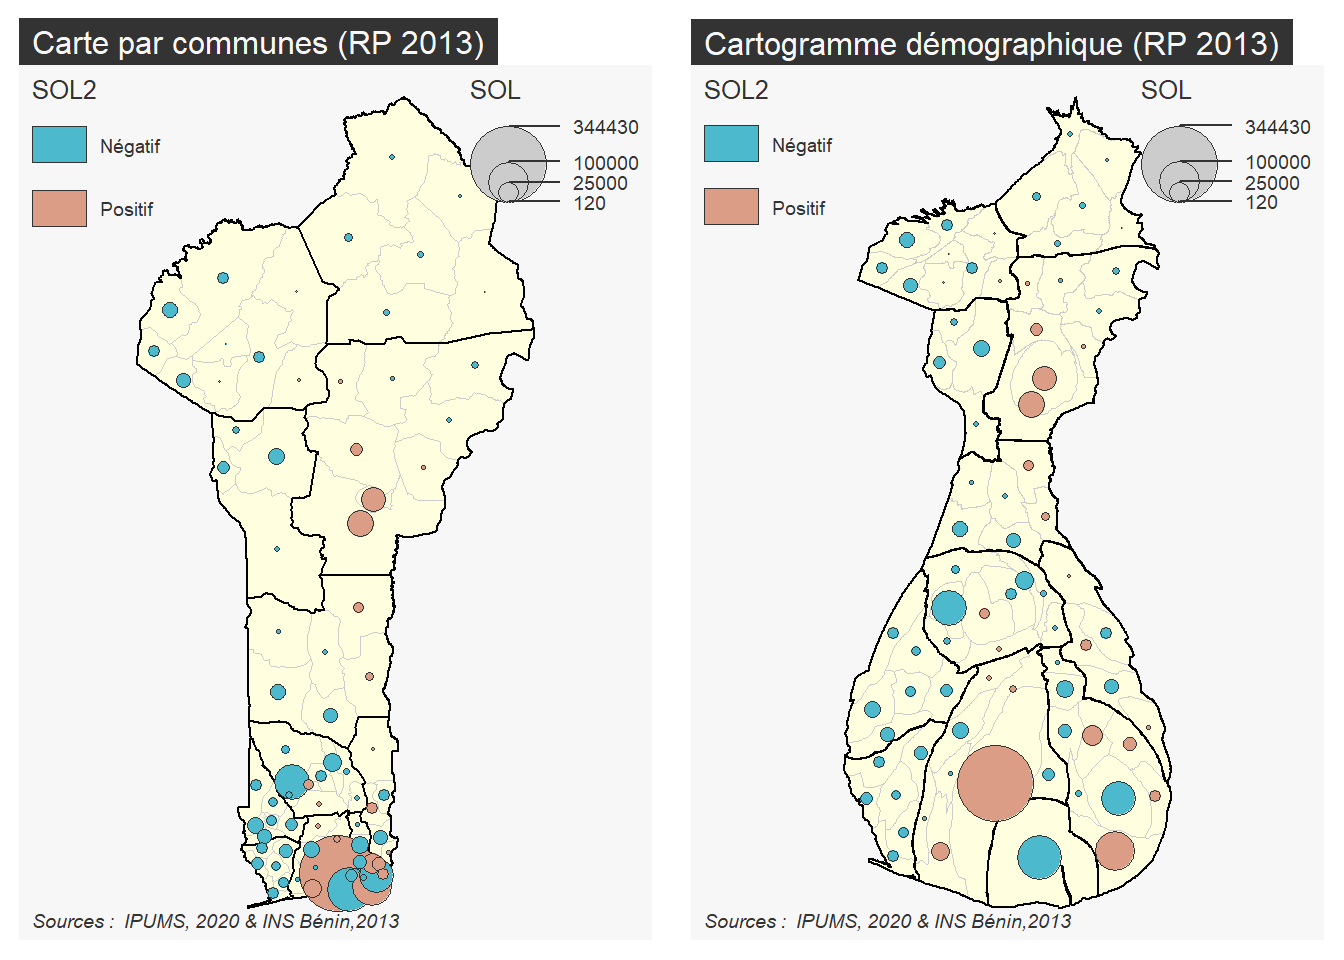 Carte par communes (RP 2013)
SOL2
Négatif
Positif
SOL
344430
100000
25000
120
Sources :  IPUMS, 2020 & INS Bénin,2013
Cartogramme démographique (RP 2013)
SOL2
Négatif
Positif
SOL
344430
100000
25000
120
Sources :  IPUMS, 2020 & INS Bénin,2013